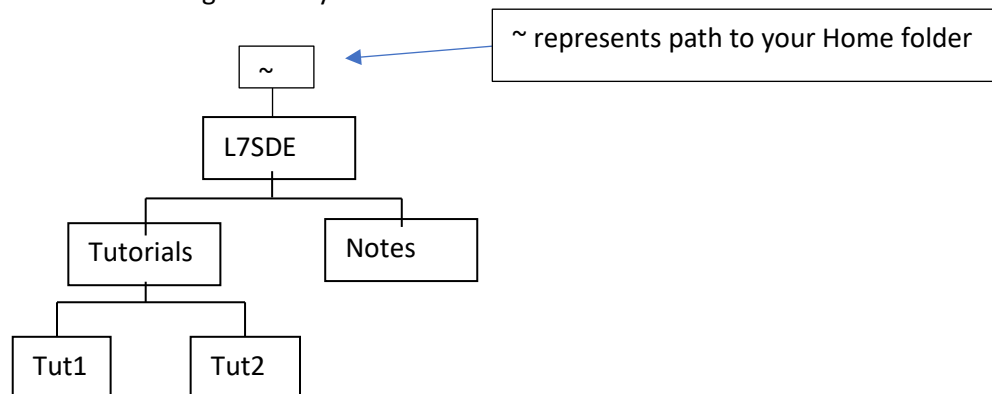 ~ represents path to your Home folder
~
L7SDE
Tutorials
Notes
Tut1
Tut2